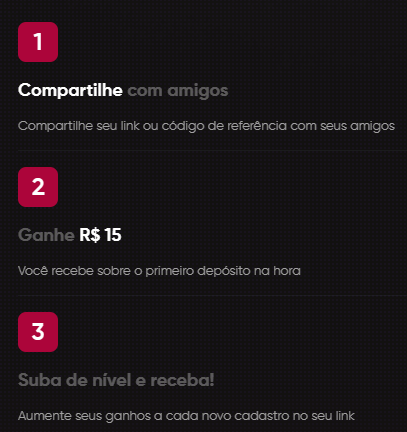 1
Compartilhe com amigos
Compartilhe seu link ou código de referência com seus amigos
2
Ganhe R$ 15
Você recebe sobre o primeiro depósito na hora
3
Suba de nível e receba!
Aumente seus ganhos a cada novo cadastro no seu link